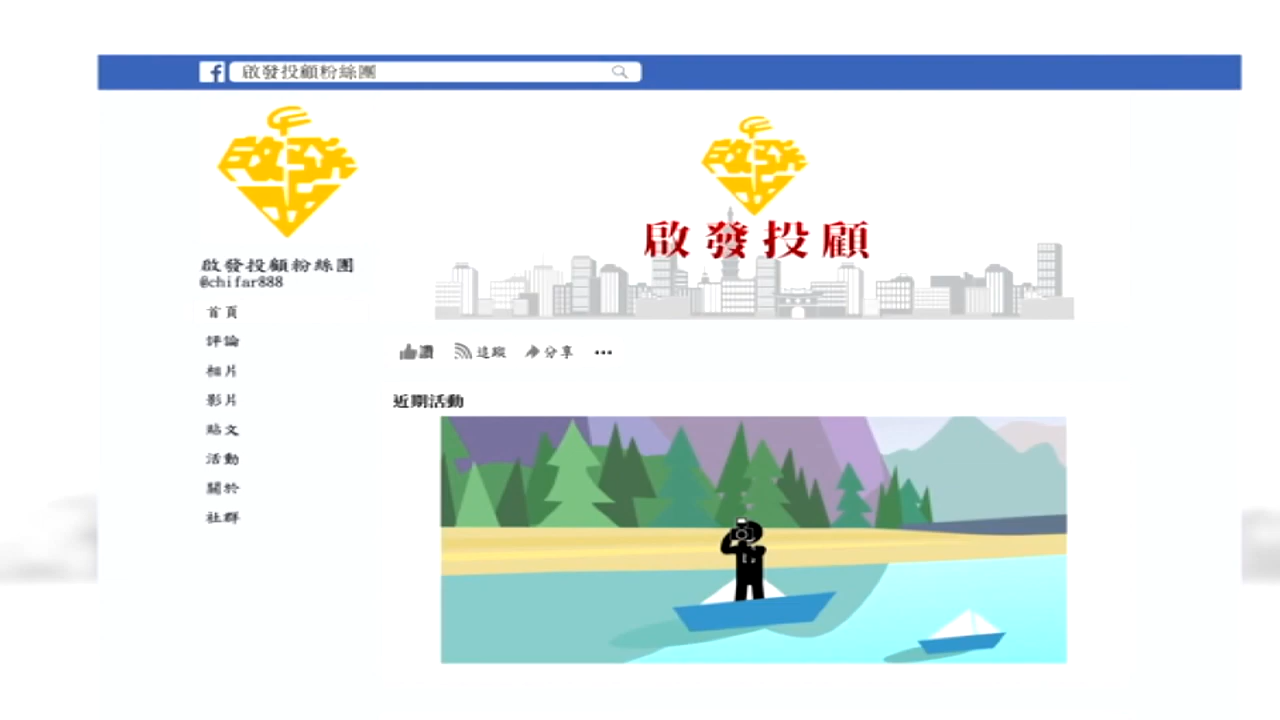 啟發投顧粉絲團
啟發
啟發
啟發投顧
啟發投顧粉絲團
@chifar888
首頁
評論
相片
影片
貼文
活動
關於
社群
讚 追蹤 分享 •••
近期活動